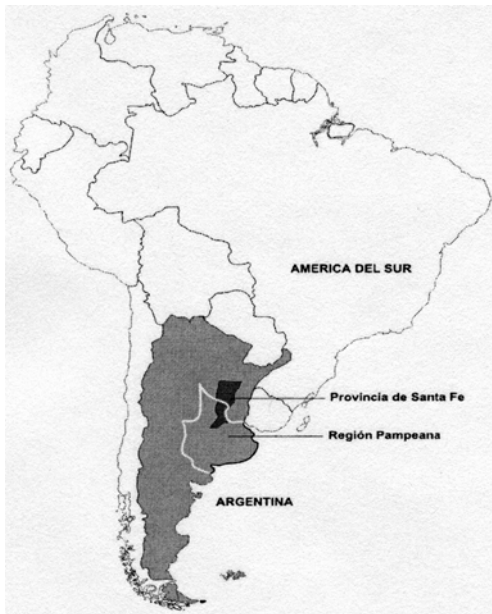 AMERICA DEL SUR
Provincia de Santa Fe
Región Pampeana
ARGENTINA